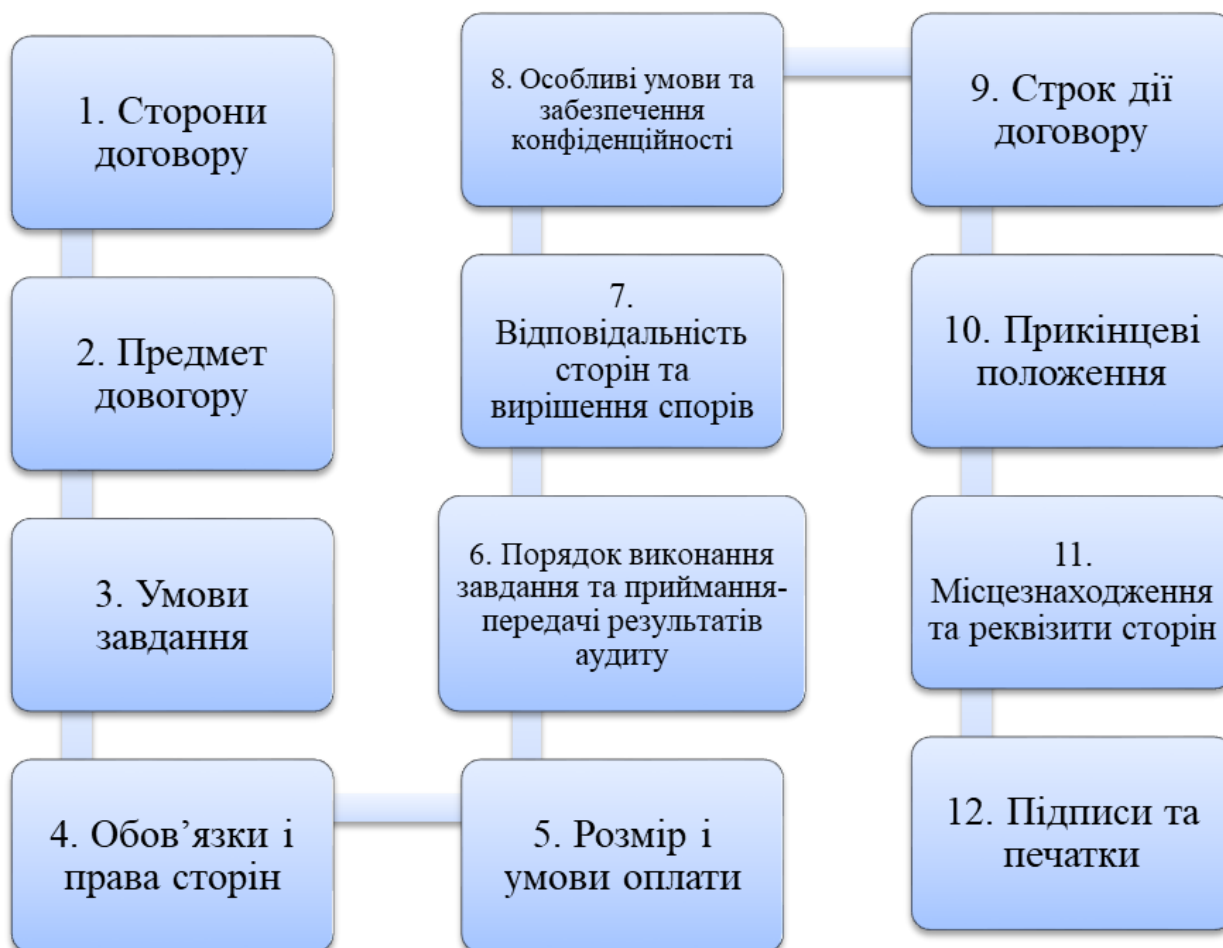 1. Сторони
договору
2. Предмет
довогору
3. Умови
завдання
4. Обов’язки і
права сторін
5. Розмір і
умови оплати
6. Порядок виконання
завдання та приймання-
передачі результатів
аудиту
7.
Відповідальність
сторін та
вирішення спорів
8. Особливі умови та
забезпечення
конфіденційності
9. Строк дії
договору
10. Прикінцеві
положення
11.
Місцезнаходження
та реквізити сторін
12. Підписи та
печатки